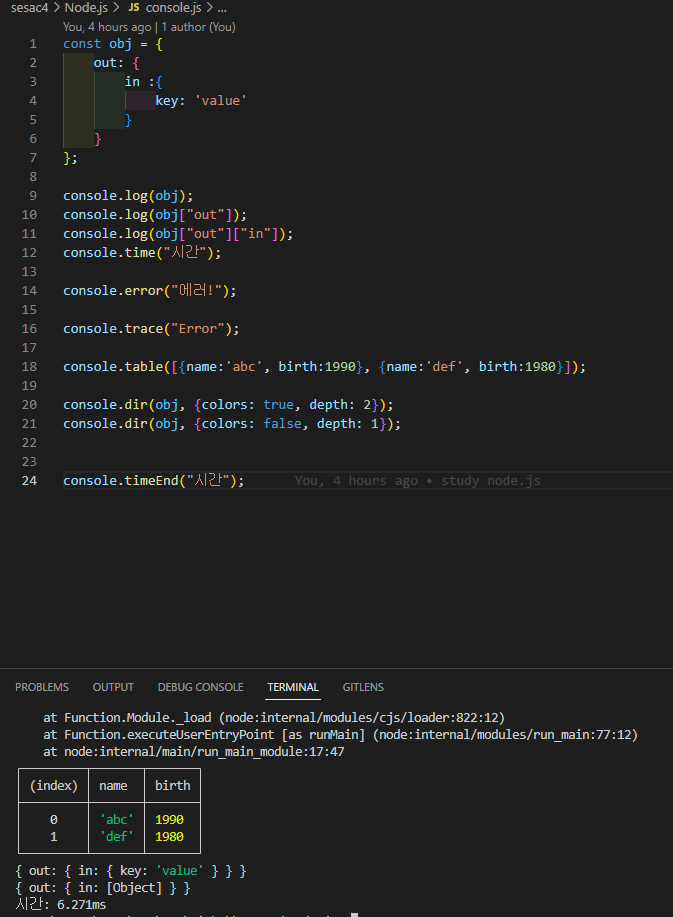 sesac4 > Node.js > JS console.js > ...
You, 4 hours ago | 1 author (You)
1 const obj = {
2 out: {
3 in :{
4 key: 'value'
5 }
6 }
7 };
8
9 console.log(obj);
10 console.log(obj["out"]);
11 console.log(obj["out"]["in"]);
12 console.time("시간");
13
14 console.error("에러!");
15
16 console.trace("Error");
17
18 console.table([{name:'abc', birth:1990}, {name:'def', birth:1980}]);
19
20 console.dir(obj, {colors: true, depth: 2});
21 console.dir(obj, {colors: false, depth: 1});
22
23
24 console.timeEnd("시간"); You, 4 hours ago • study node.js
PROBLEMS OUTPUT DEBUG CONSOLE TERMINAL GITLENS
at Function.Module._load (node:internal/modules/cjs/loader:822:12)
at Function.executeUserEntryPoint [as runMain] (node:internal/modules/run_main:77:12)
at node:internal/main/run_main_module:17:47
(index) name birth
0 'abc' 1990
1 'def' 1980
{ out: { in: { key: 'value' } } }
{ out: { in: [Object] } }
시간: 6.271ms